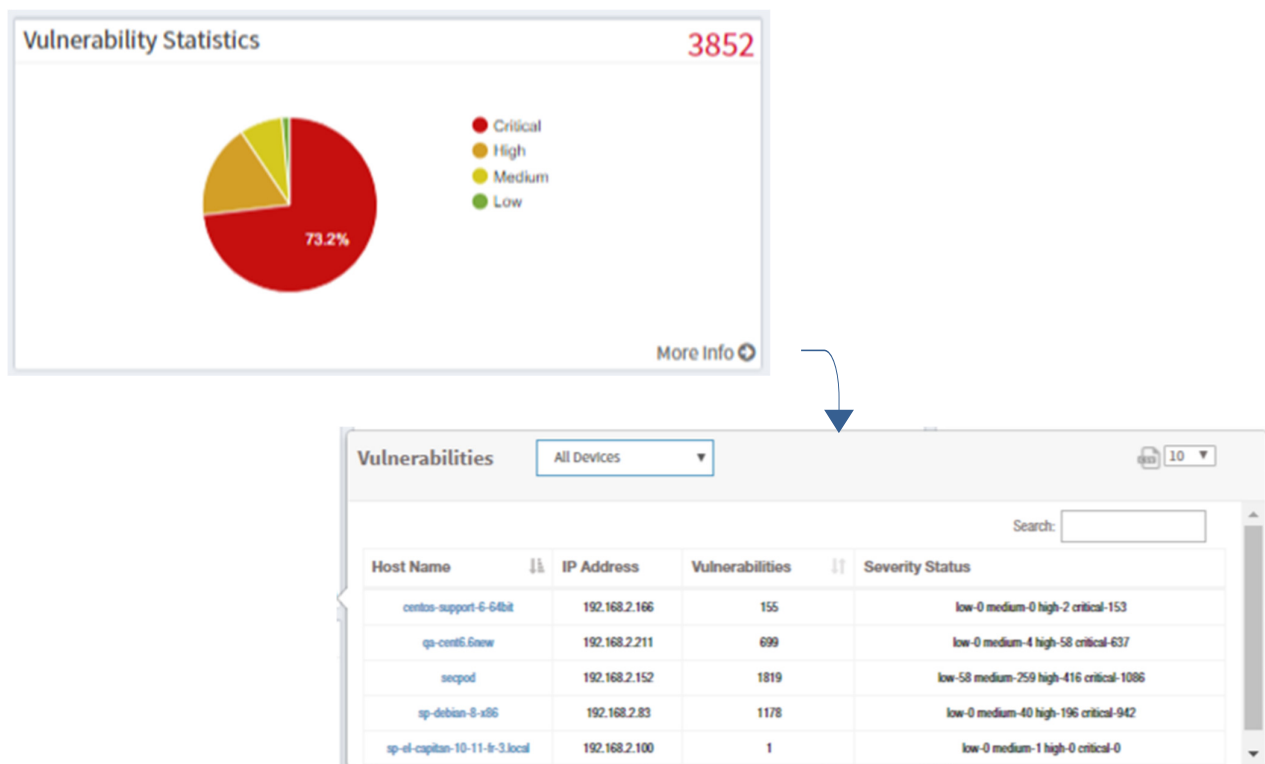 Vulnerability Statistics 3852
Critical
High
Medium
Low
73.2%
More Info
Vulnerabilities All Devices 10
Search:
Host Name IP Address Vulnerabilities Severity Status
centos-support-6-64bit 192.168.2.166 155 low-0 medium-0 high-2 critical-153
qa-cent6.6new 192.168.2.211 699 low-0 medium-4 high-58 critical-637
secpod 192.168.2.152 1819 low-58 medium-259 high-416 critical-1086
sp-debian-8-x86 192.168.2.83 1178 low-0 medium-40 high-196 critical-942
sp-el-capitan-10-11-fr-3.local 192.168.2.100 1 low-0 medium-1 high-0 critical-0